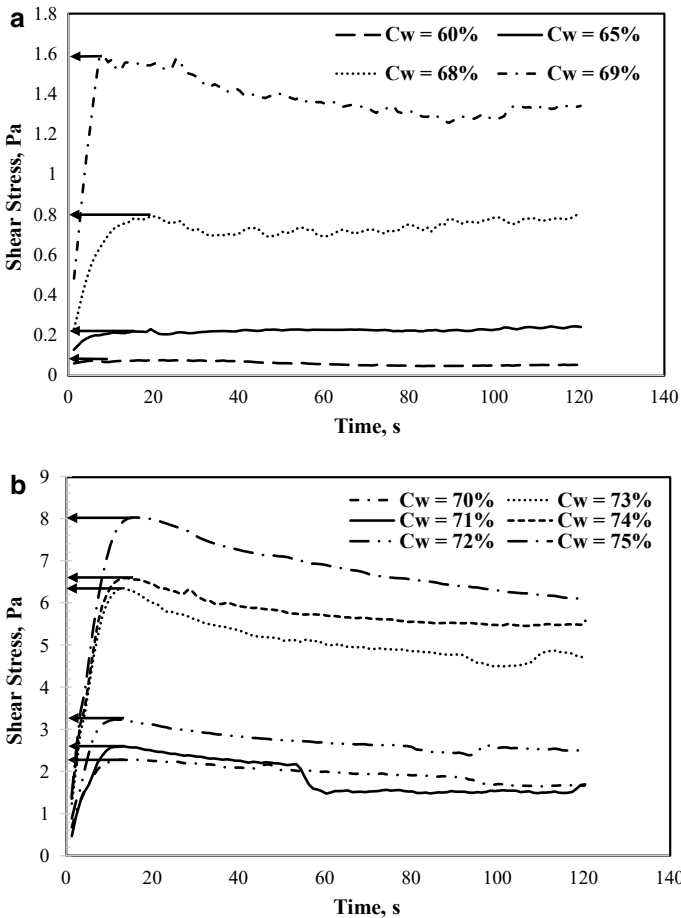 a
1.8
1.6
1.4
1.2
1
0.8
0.6
0.4
0.2
0
Shear Stress, Pa
Cw = 60% Cw = 65%
Cw = 68% Cw = 69%
0 20 40 60 80 100 120 140
Time, s
b
9
8
7
6
5
4
3
2
1
0
Shear Stress, Pa
Cw = 70% Cw = 73%
Cw = 71% Cw = 74%
Cw = 72% Cw = 75%
0 20 40 60 80 100 120 140
Time, s